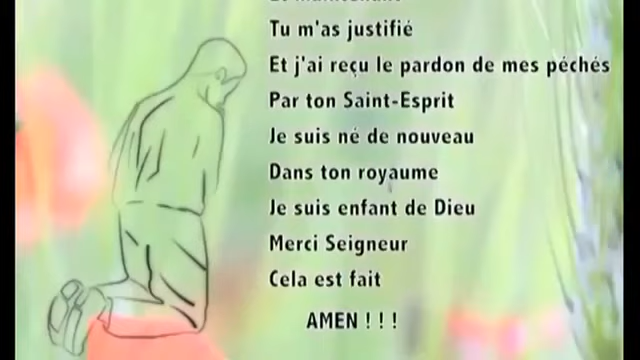 Tu m'as justifié
Et j'ai reçu le pardon de mes péchés
Par ton Saint-Esprit
Je suis né de nouveau
Dans ton royaume
Je suis enfant de Dieu
Merci Seigneur
Cela est fait
AMEN ! ! !